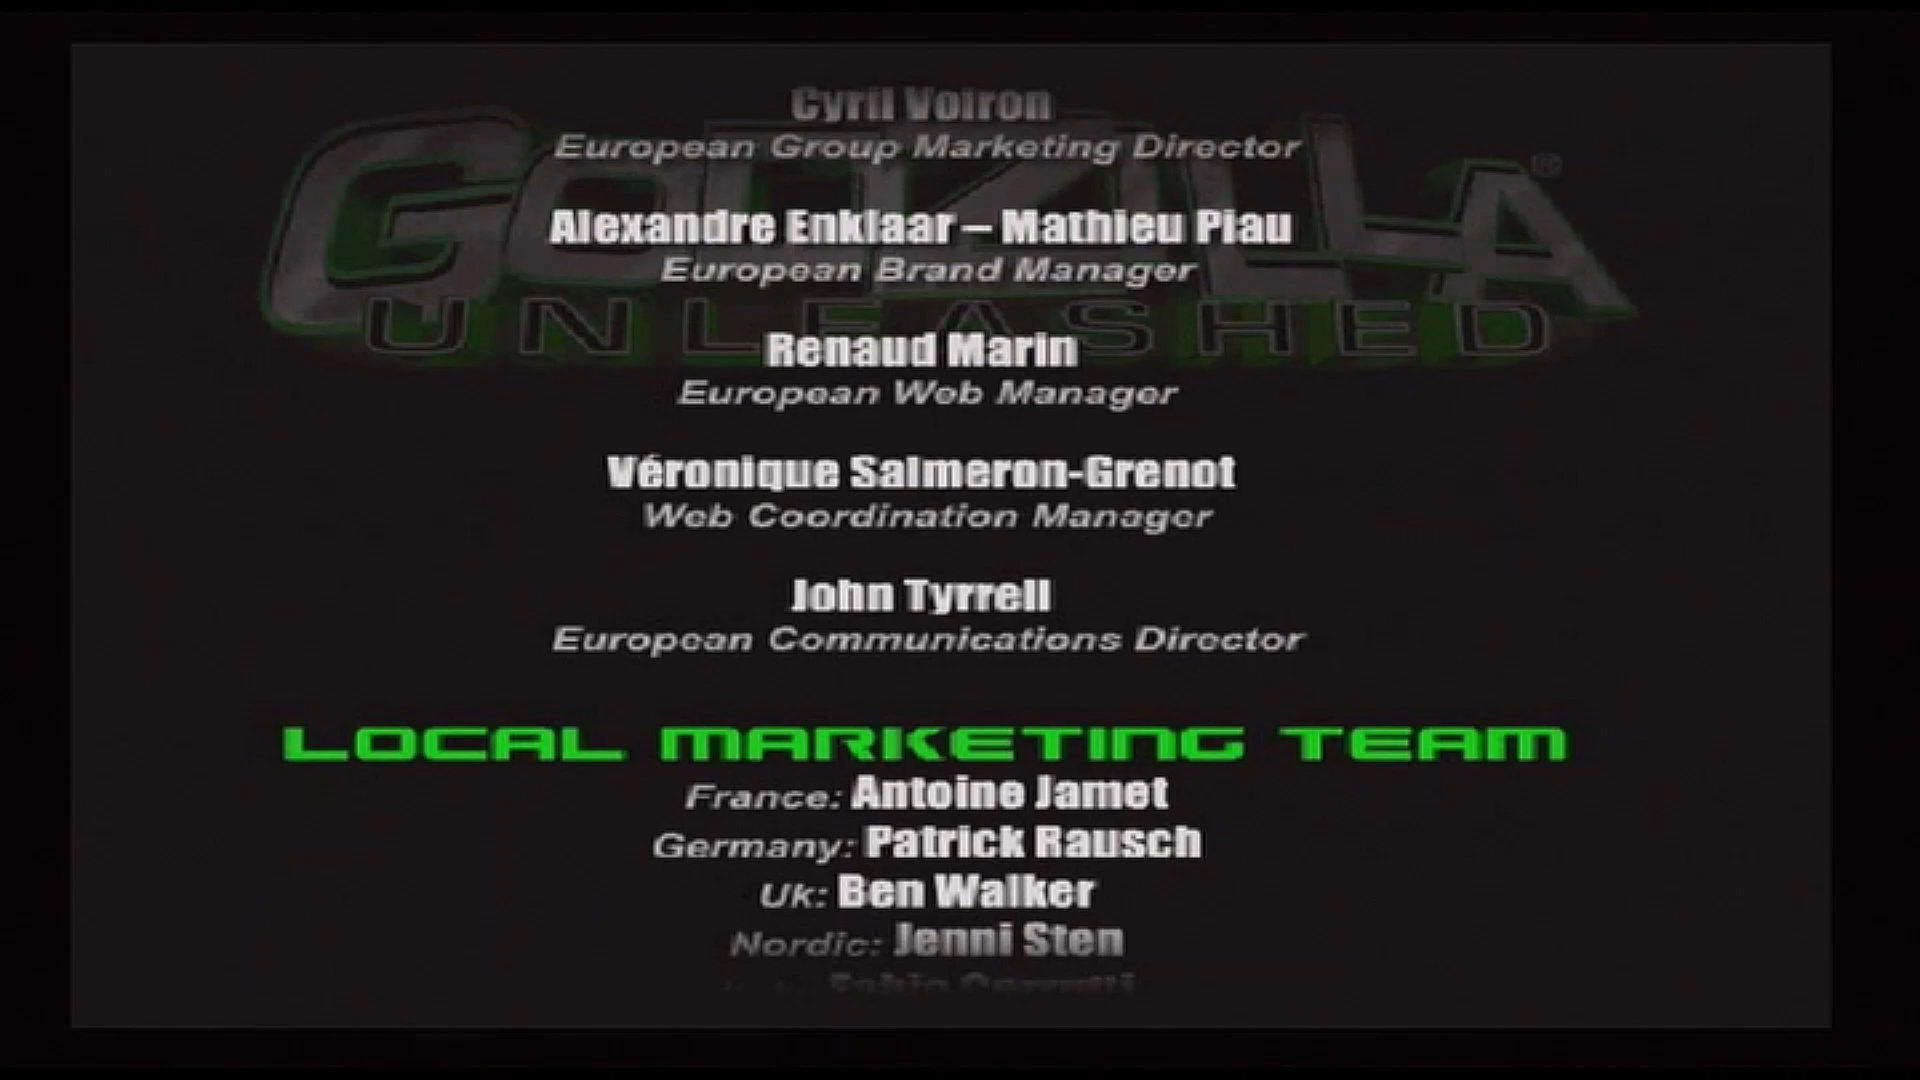 Cyril Voiron
European Group Marketing Director
GODZILLA ®
Alexandre Enklaar – Mathieu Piau
European Brand Manager
UNLEASHED
Renaud Marin
European Web Manager
Véronique Salmeron-Grenot
Web Coordination Manager
John Tyrrell
European Communications Director
LOCAL MARKETING TEAM
France: Antoine Jamet
Germany: Patrick Rausch
Uk: Ben Walker
Nordic: Jenni Sten